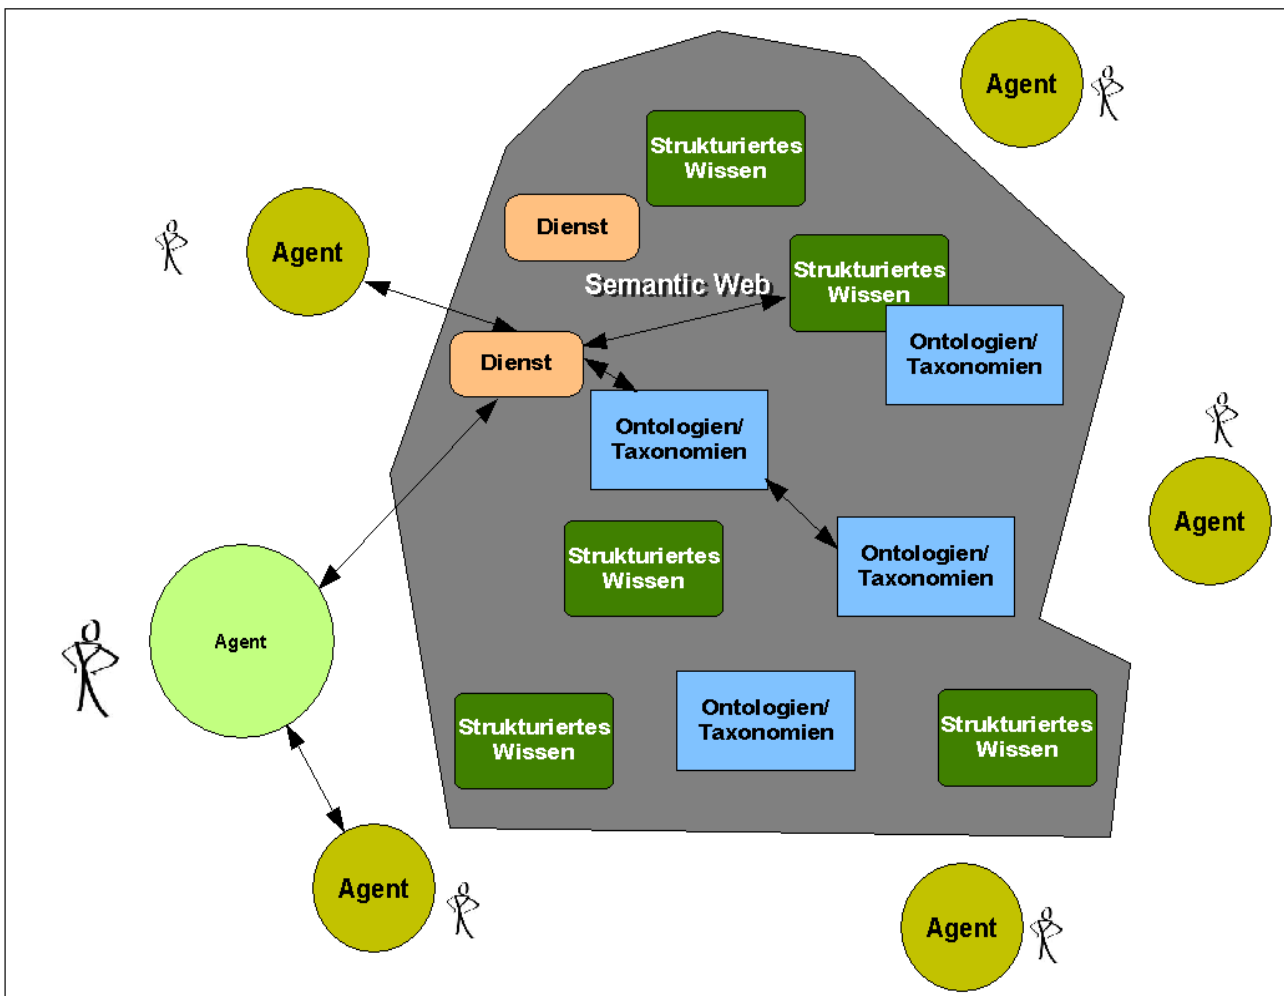 Agent
Strukturiertes
Wissen
Dienst
Agent
Semantic Web
Strukturiertes
Wissen
Dienst
Ontologien/
Taxonomien
Ontologien/
Taxonomien
Agent
Strukturiertes
Wissen
Ontologien/
Taxonomien
Agent
Strukturiertes
Wissen
Ontologien/
Taxonomien
Strukturiertes
Wissen
Agent
Agent